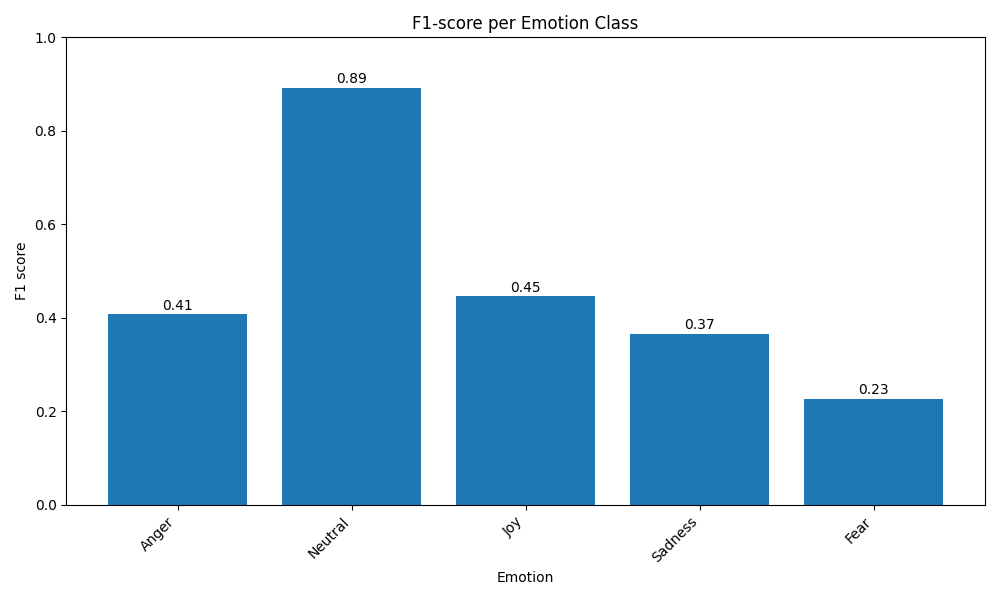 F1-score per Emotion Class
F1 score
1.0
0.8
0.6
0.4
0.2
0.0
0.41
0.89
0.45
0.37
0.23
Anger
Neutral
Joy
Sadness
Fear
Emotion